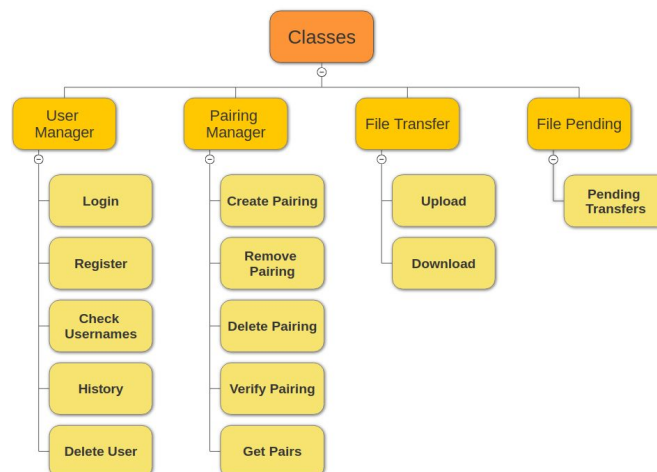 Classes
User
Manager
Login
Register
Check
Usernames
History
Delete User
Pairing
Manager
Create Pairing
Remove
Pairing
Delete Pairing
Verify Pairing
Get Pairs
File Transfer
Upload
Download
File Pending
Pending
Transfers